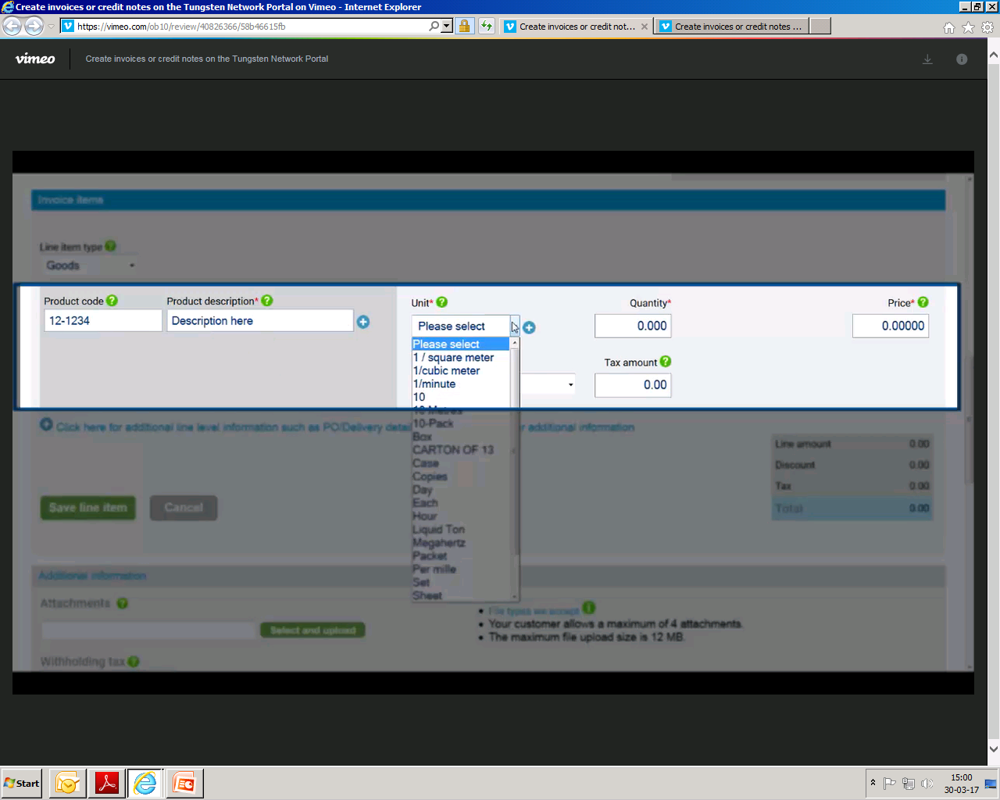 Create invoices or credit notes on the Tungsten Network Portal on Vimeo - Internet Explorer
https://vimeo.com/ob10/review/40826366/58b46615fb
Create invoices or credit not...
Create invoices or credit notes ...
vimeo
Create invoices or credit notes on the Tungsten Network Portal
Invoice items
Line item type
Goods
Product code
Product description*
Unit*
Quantity*
Price*
12-1234
Description here
Please select
0.000
0.00000
Tax amount
0.00
Please select
1 / square meter
1/cubic meter
1/minute
10
10 Metres
10-Pack
Box
CARTON OF 13
Case
Copies
Day
Each
Hour
Liquid Ton
Megahertz
Packet
Per mille
Set
Sheet
Click here for additional line level information such as PO/Delivery detai
r additional information
Line amount 0.00
Discount 0.00
Tax 0.00
Total 0.00
Save line item
Cancel
Additional information
Attachments
Select and upload
File types we accept
Your customer allows a maximum of 4 attachments.
The maximum file upload size is 12 MB.
Withholding tax
Start
15:00
30-03-17